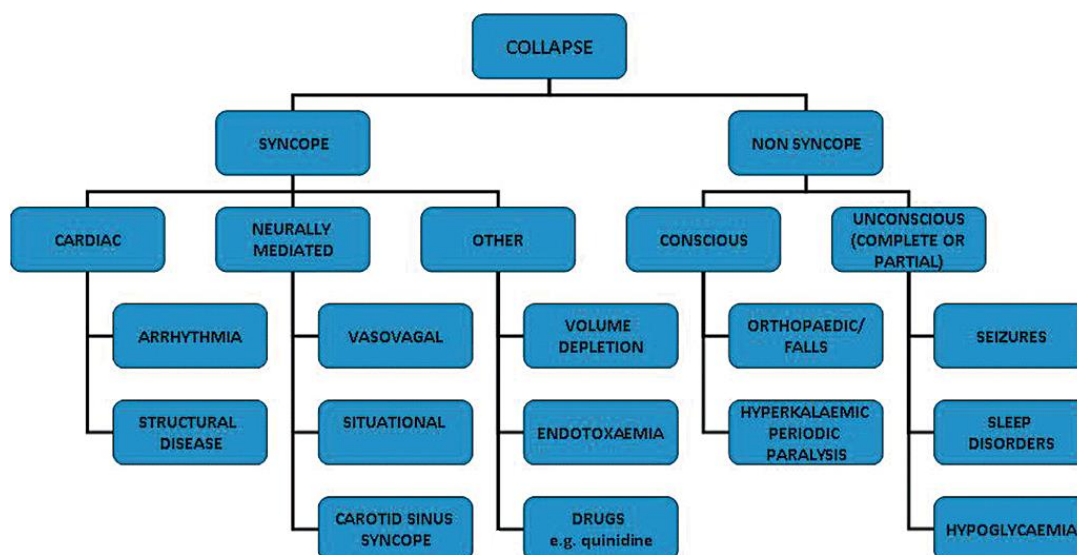 COLLAPSE
SYNCOPE
NON SYNCOPE
CARDIAC
NEURALLY
MEDIATED
OTHER
CONSCIOUS
UNCONSCIOUS
(COMPLETE OR
PARTIAL)
ARRHYTHMIA
VASOVAGAL
VOLUME
DEPLETION
ORTHOPAEDIC/
FALLS
SEIZURES
STRUCTURAL
DISEASE
SITUATIONAL
ENDOTOXAEMIA
HYPERKALAEMIC
PERIODIC
PARALYSIS
SLEEP
DISORDERS
CAROTID SINUS
SYNCOPE
DRUGS
e.g. quinidine
HYPOGLYCAEMIA